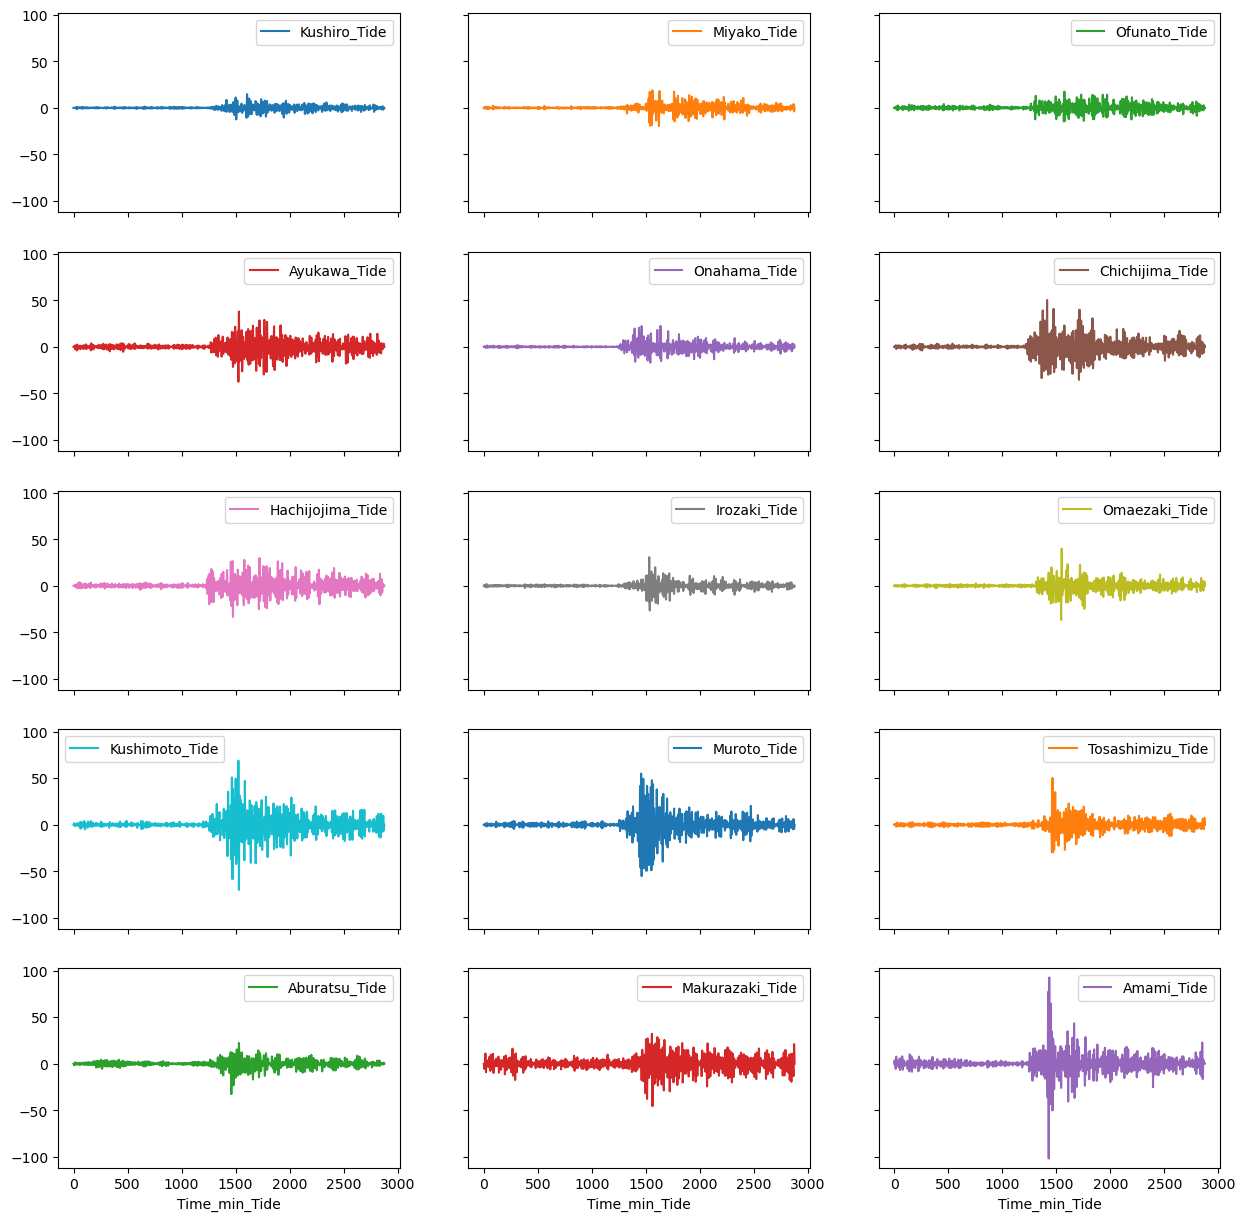 100
50
0
−50
−100
Kushiro_Tide
Miyako_Tide
Ofunato_Tide
100
50
0
−50
−100
Ayukawa_Tide
Onahama_Tide
Chichijima_Tide
100
50
0
−50
−100
Hachijojima_Tide
Irozaki_Tide
Omaezaki_Tide
100
50
0
−50
−100
Kushimoto_Tide
Muroto_Tide
Tosashimizu_Tide
100
50
0
−50
−100
Aburatsu_Tide
Makurazaki_Tide
Amami_Tide
0 500 1000 1500 2000 2500 3000
Time_min_Tide
0 500 1000 1500 2000 2500 3000
Time_min_Tide
0 500 1000 1500 2000 2500 3000
Time_min_Tide